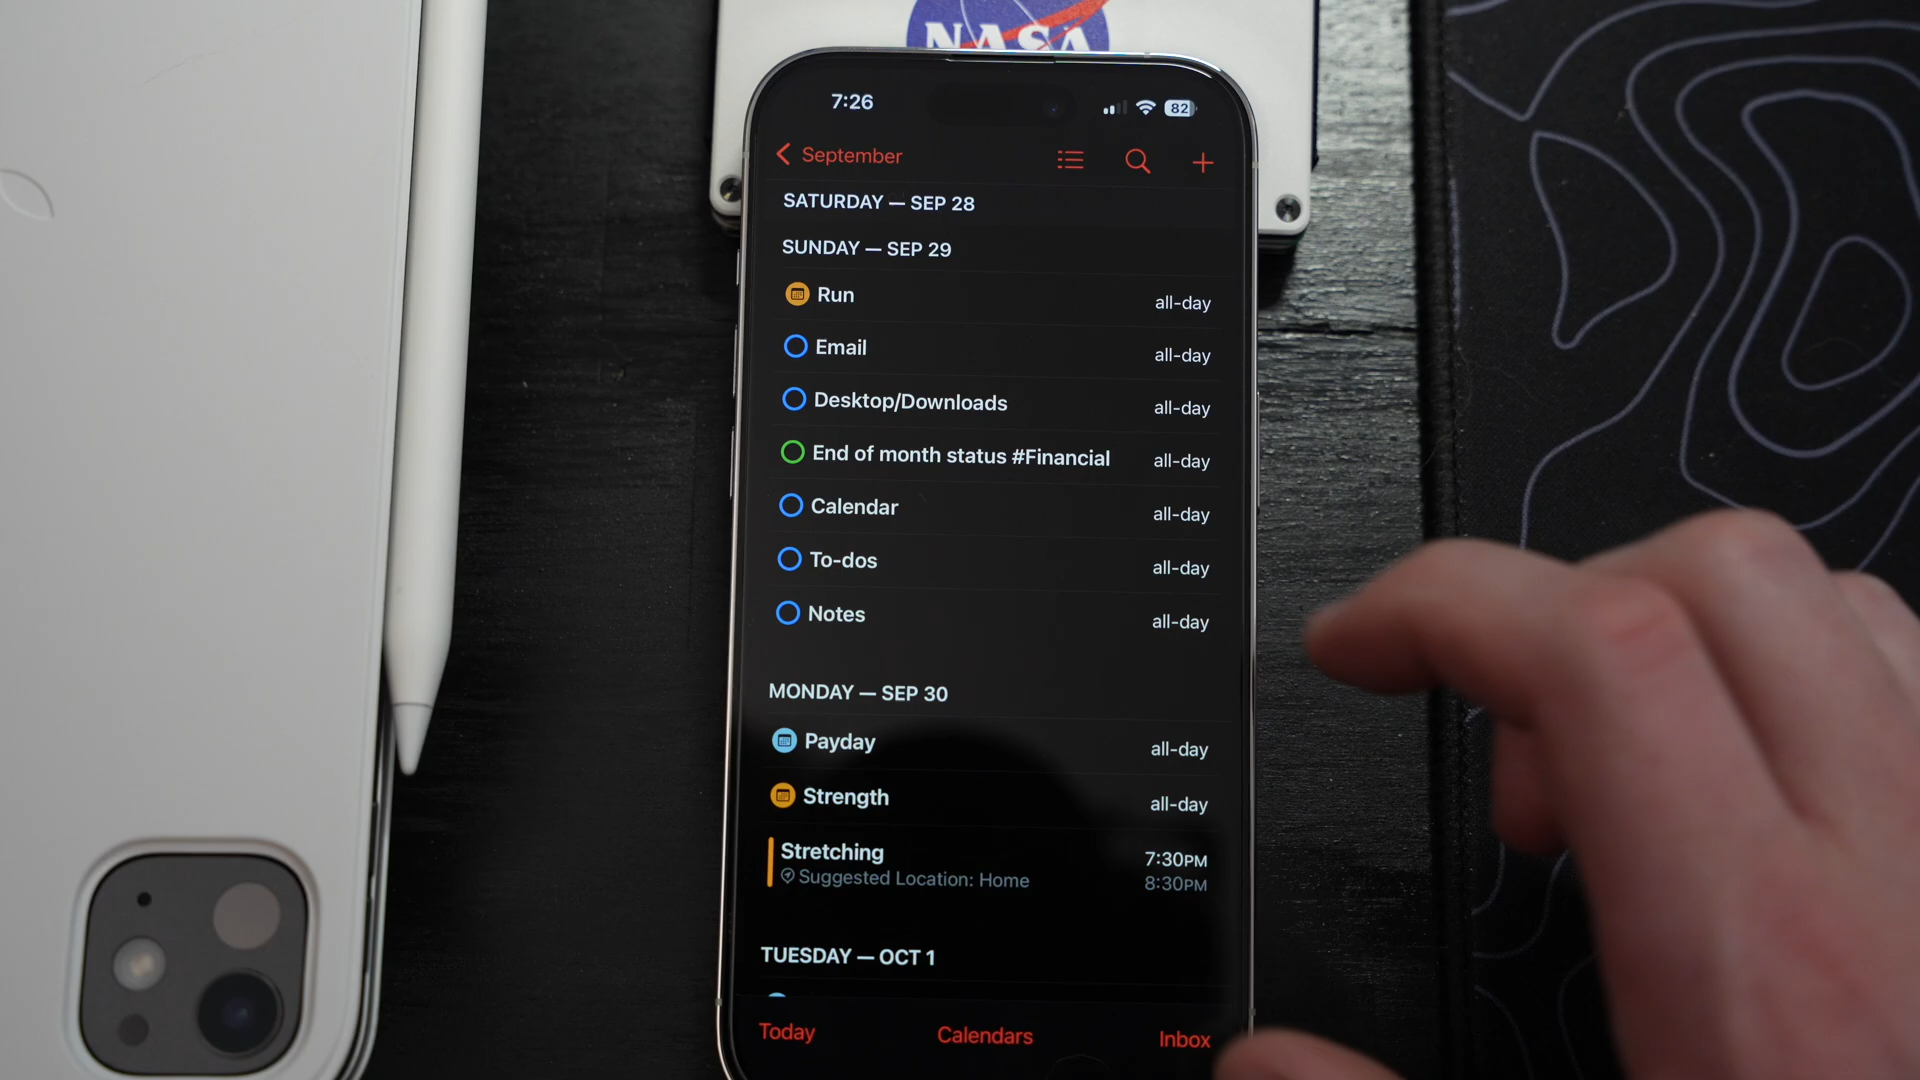 NASA
7:26
82
September
SATURDAY — SEP 28
SUNDAY — SEP 29
Run all-day
Email all-day
Desktop/Downloads all-day
End of month status #Financial all-day
Calendar all-day
To-dos all-day
Notes all-day
MONDAY — SEP 30
Payday all-day
Strength all-day
Stretching 7:30PM
Suggested Location: Home 8:30PM
TUESDAY — OCT 1
Today Calendars Inbox